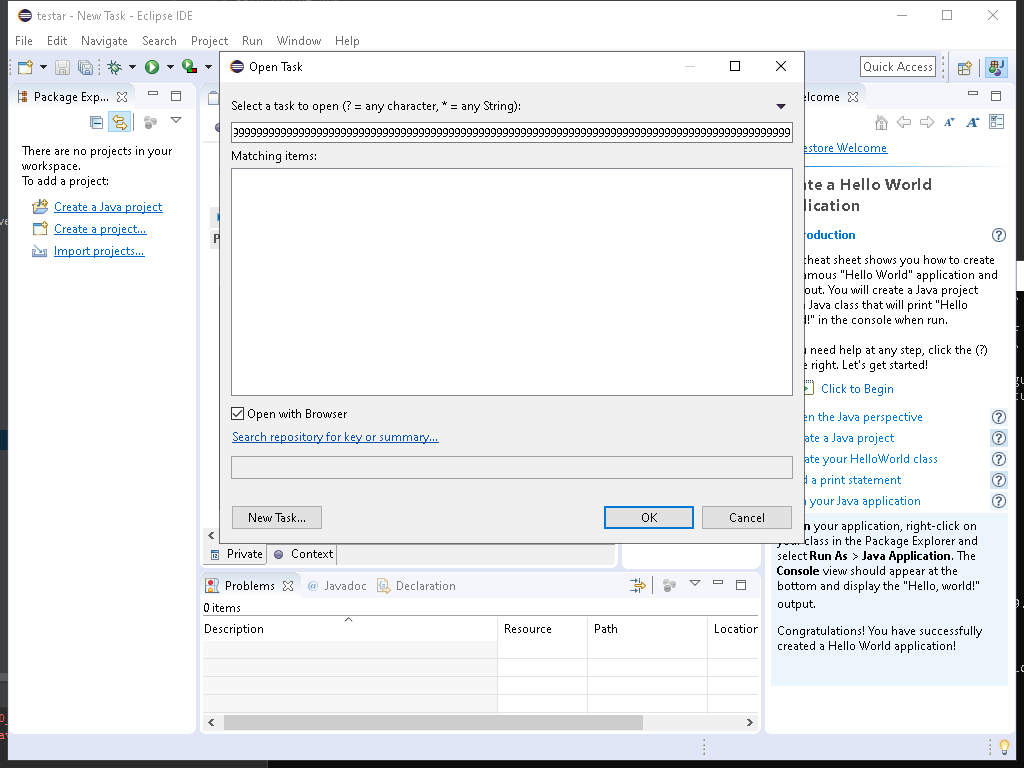 testar - New Task - Eclipse IDE
File Edit Navigate Search Project Run Window Help
Quick Access
Package Exp...
There are no projects in your
workspace.
To add a project:
Create a Java project
Create a project...
Import projects...
Open Task
Select a task to open (? = any character, * = any String):
Matching items:
Open with Browser
Search repository for key or summary...
New Task...
OK
Cancel
Private
Context
Problems
@ Javadoc
Declaration
0 items
Description
Resource
Path
Location
elcome
estore Welcome
te a Hello World
lication
roduction
cheat sheet shows you how to create
amous "Hello World" application and
out. You will create a Java project
Java class that will print "Hello
d!" in the console when run.
need help at any step, click the (?)
e right. Let's get started!
Click to Begin
en the Java perspective
ate a Java project
ate your HelloWorld class
d a print statement
your Java application
n your application, right-click on
your class in the Package Explorer and
select Run As > Java Application. The
Console view should appear at the
bottom and display the "Hello, world!"
output.
Congratulations! You have successfully
created a Hello World application!